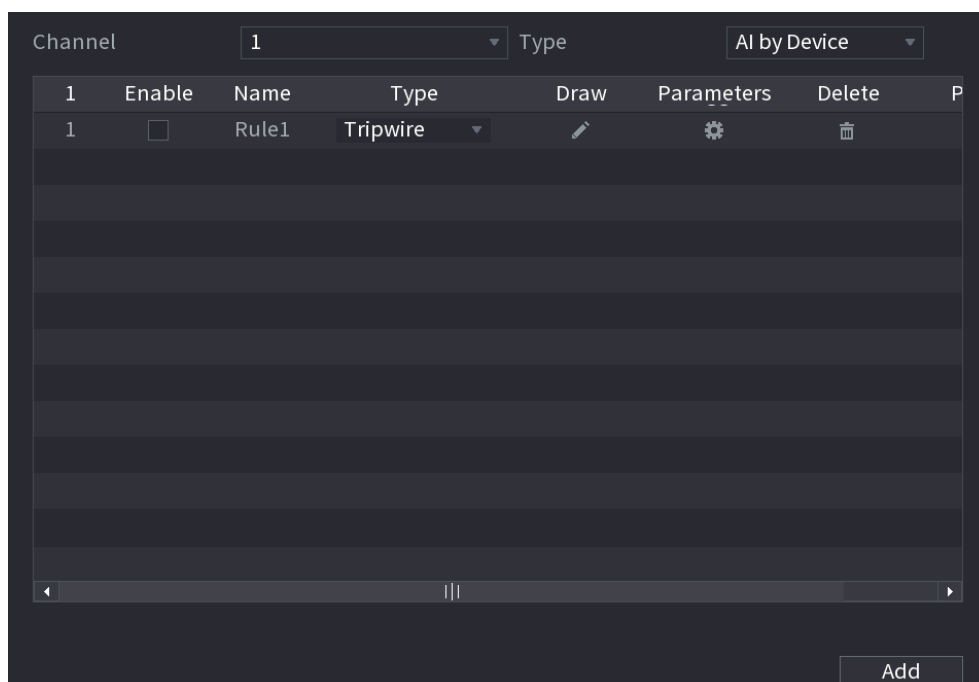 Channel 1 Type AI by Device
1 Enable Name Type Draw Parameters Delete P
1 Rule1 Tripwire
Add